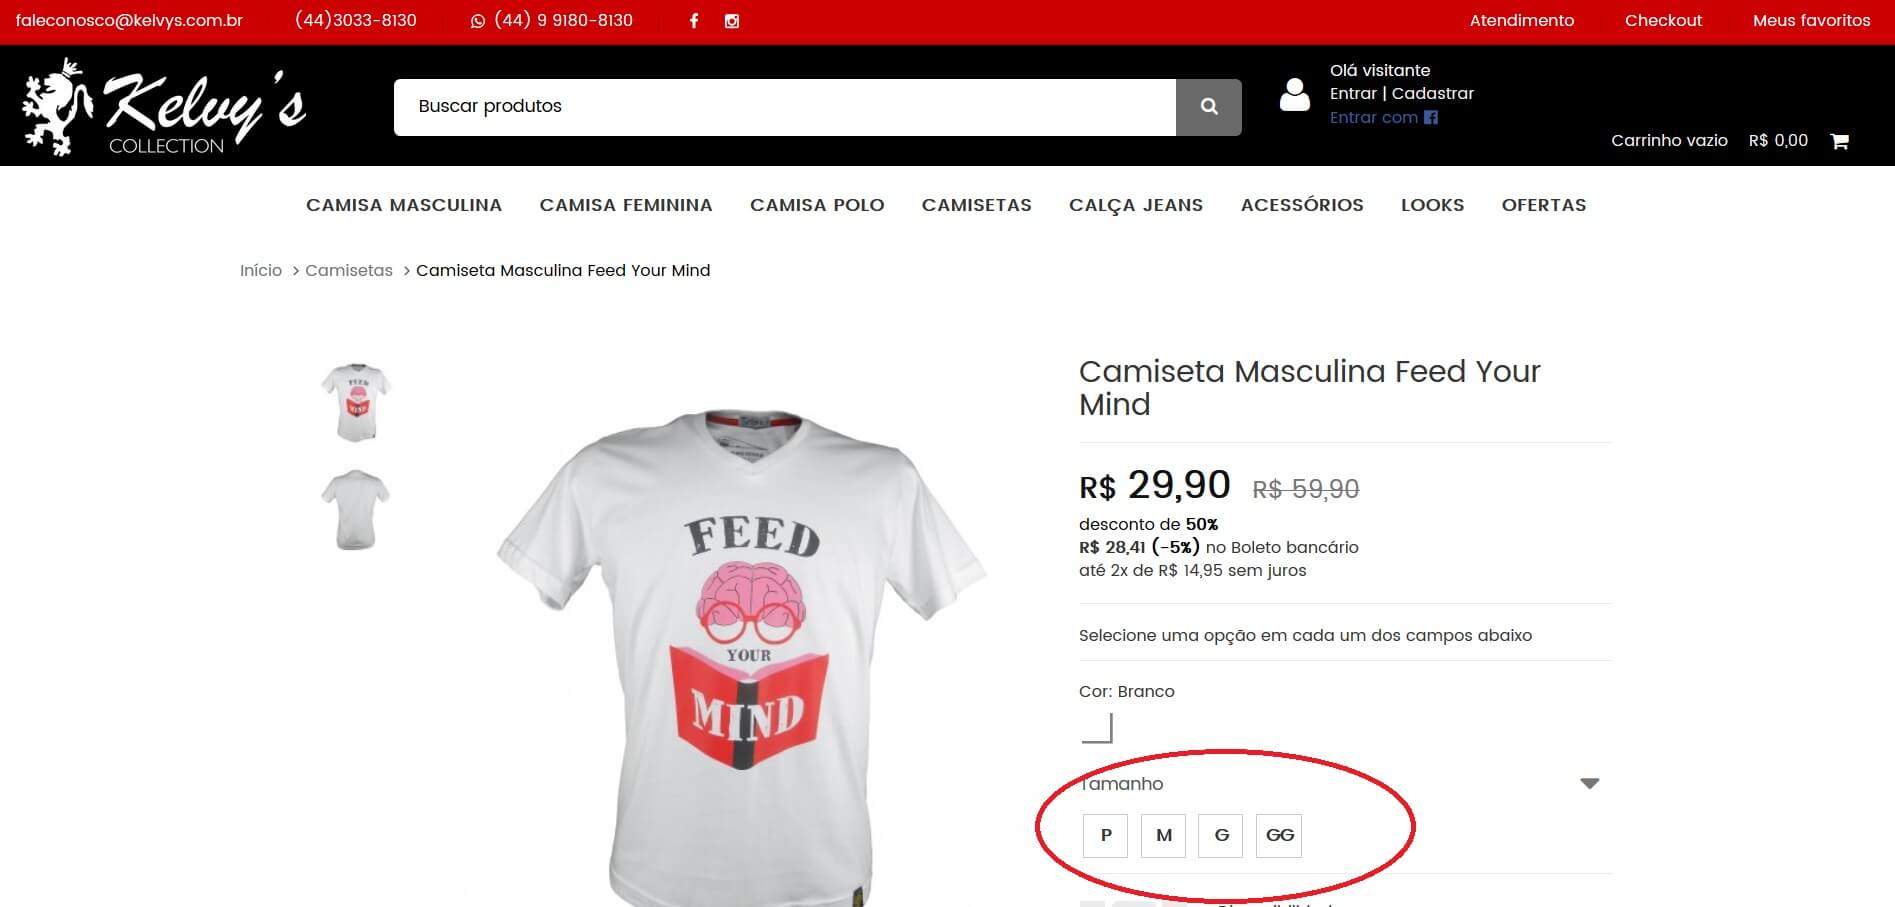 faleconosco@kelvys.com.br (44)3033-8130 (44) 9 9180-8130 Atendimento Checkout Meus favoritos
Kelvy's
COLLECTION
Buscar produtos
Olá visitante
Entrar | Cadastrar
Entrar com
Carrinho vazio R$ 0,00
CAMISA MASCULINA CAMISA FEMININA CAMISA POLO CAMISETAS CALÇA JEANS ACESSÓRIOS LOOKS OFERTAS
Início > Camisetas > Camiseta Masculina Feed Your Mind
FEED
MIND
FEED
YOUR
MIND
Camiseta Masculina Feed Your
Mind
R$ 29,90 R$ 59,90
desconto de 50%
R$ 28,41 (-5%) no Boleto bancário
até 2x de R$ 14,95 sem juros
Selecione uma opção em cada um dos campos abaixo
Cor: Branco
Tamanho
P M G GG